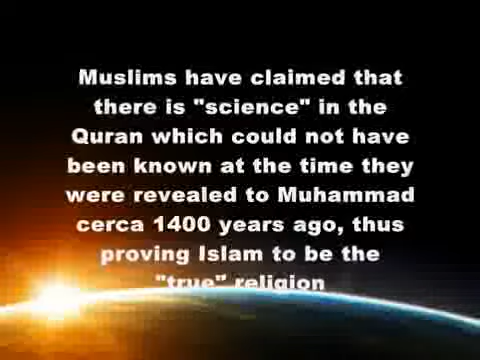 Muslims have claimed that
there is "science" in the
Quran which could not have
been known at the time they
were revealed to Muhammad
cerca 1400 years ago, thus
proving Islam to be the
"true" religion